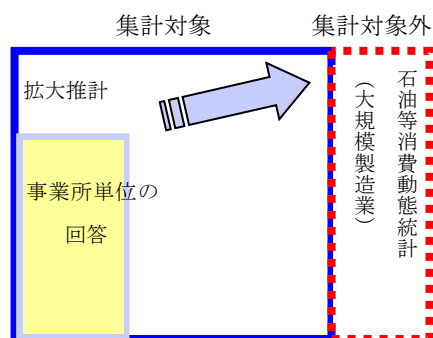 集計対象
集計対象外
拡大推計
事業所単位の
回答
石油等消費動態統計
（大規模製造業）